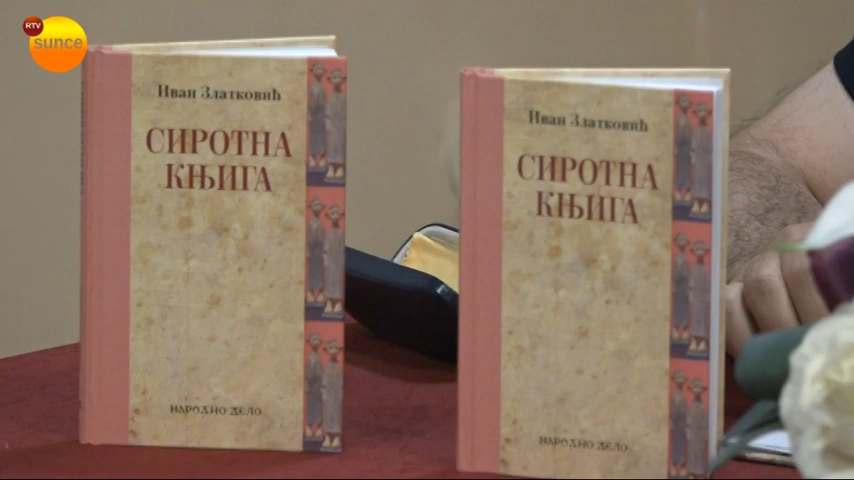 RTV
sunce
Иван Златковић
СИРОТНА
КЊИГА
НАРОДНО ДЕЛО
Иван Златковић
СИРОТНА
КЊИГА
НАРОДНО ДЕЛО